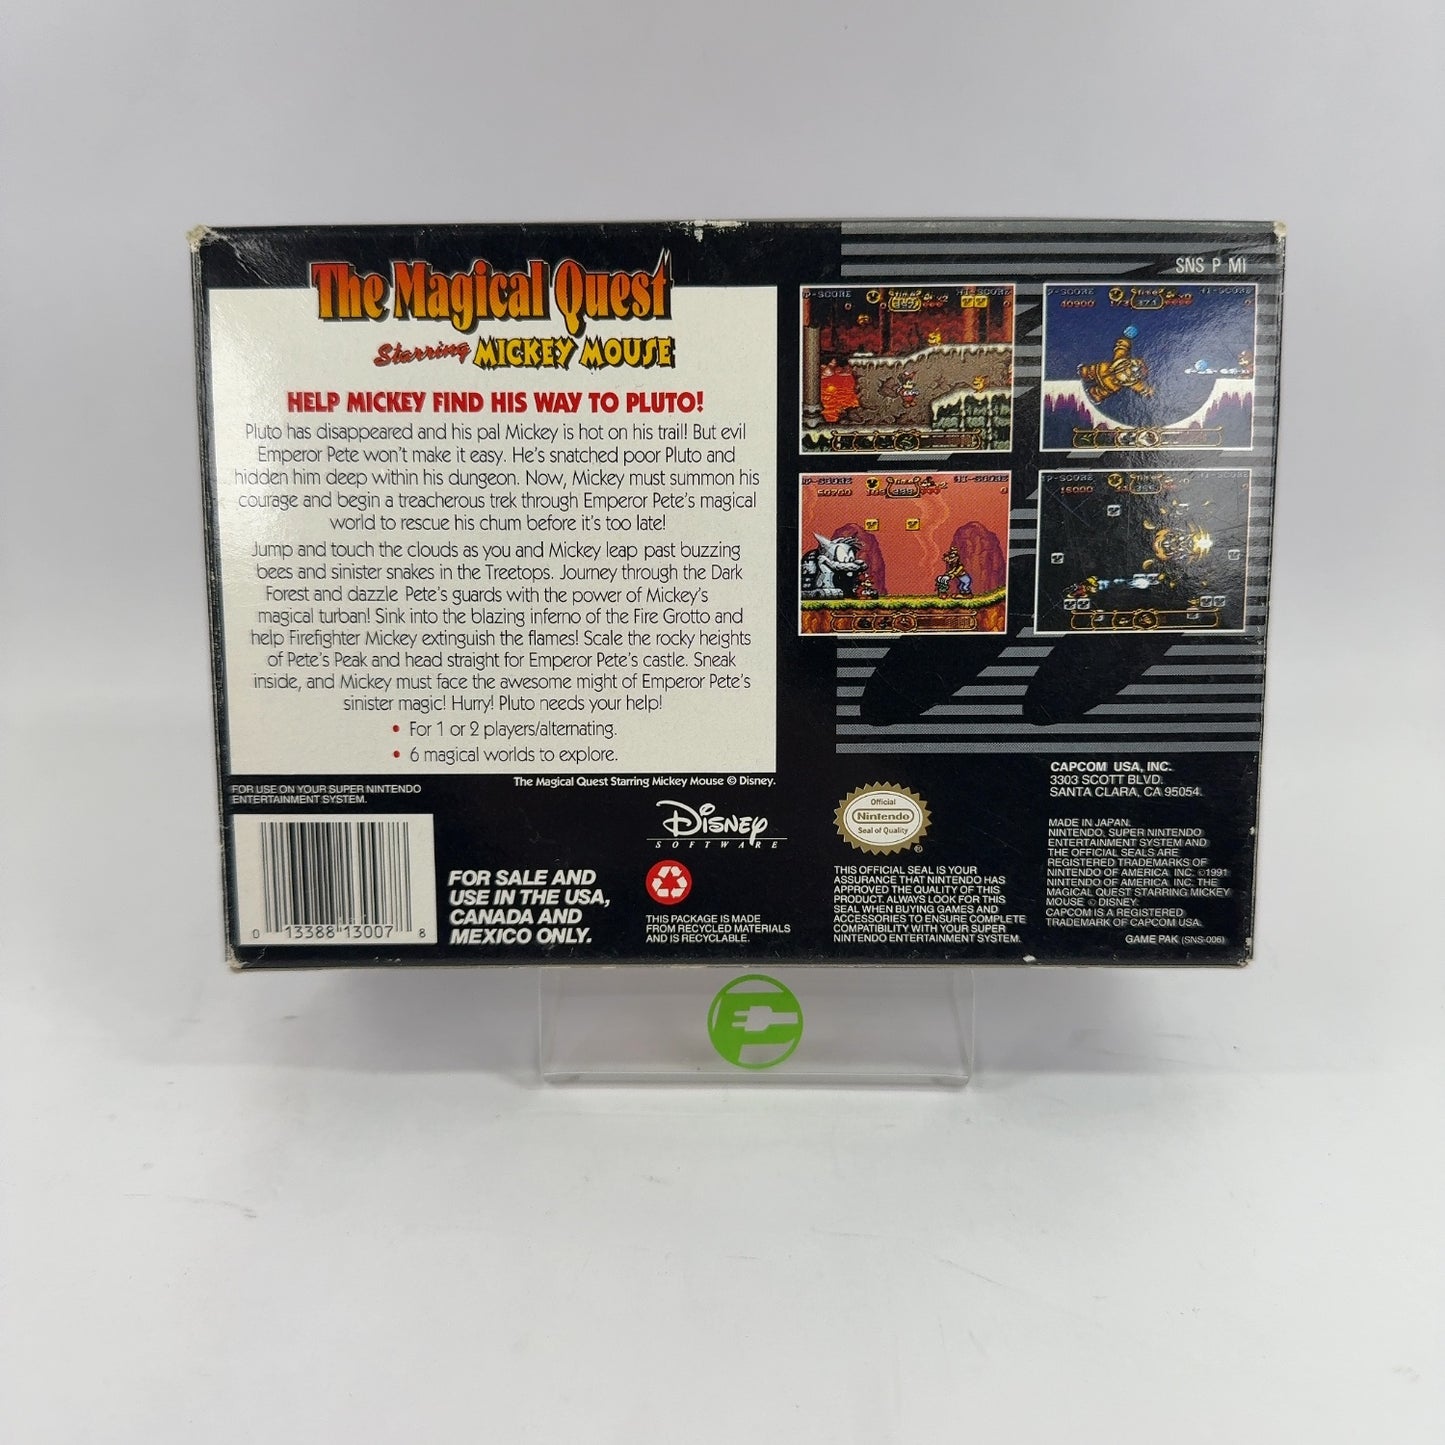 The Magical Quest
Starring MICKEY MOUSE
HELP MICKEY FIND HIS WAY TO PLUTO!
Pluto has disappeared and his pal Mickey is hot on his trail! But evil
Emperor Pete won't make it easy. He's snatched poor Pluto and
hidden him deep within his dungeon. Now, Mickey must summon his
courage and begin a treacherous trek through Emperor Pete's magical
world to rescue his chum before it's too late!
Jump and touch the clouds as you and Mickey leap past buzzing
bees and sinister snakes in the Treetops. Journey through the Dark
Forest and dazzle Pete's guards with the power of Mickey's
magical turban! Sink into the blazing inferno of the Fire Grotto and
help Firefighter Mickey extinguish the flames! Scale the rocky heights
of Pete's Peak and head straight for Emperor Pete's castle. Sneak
inside, and Mickey must face the awesome might of Emperor Pete's
sinister magic! Hurry! Pluto needs your help!
• For 1 or 2 players/alternating.
• 6 magical worlds to explore.
The Magical Quest Starring Mickey Mouse © Disney.
FOR USE ON YOUR SUPER NINTENDO
ENTERTAINMENT SYSTEM.
0 13388 13007 8
FOR SALE AND
USE IN THE USA,
CANADA AND
MEXICO ONLY.
Disney
SOFTWARE
THIS PACKAGE IS MADE
FROM RECYCLED MATERIALS
AND IS RECYCLABLE.
SNS P MI
P-SCORE HI-SCORE
P-SCORE HI-SCORE
40900
P-SCORE HI-SCORE
P-SCORE HI-SCORE
Official
Nintendo
Seal of Quality
®
THIS OFFICIAL SEAL IS YOUR
ASSURANCE THAT NINTENDO HAS
APPROVED THE QUALITY OF THIS
PRODUCT. ALWAYS LOOK FOR THIS
SEAL WHEN BUYING GAMES AND
ACCESSORIES TO ENSURE COMPLETE
COMPATIBILITY WITH YOUR SUPER
NINTENDO ENTERTAINMENT SYSTEM.
CAPCOM USA, INC.
3303 SCOTT BLVD.
SANTA CLARA, CA 95054.
MADE IN JAPAN.
NINTENDO, SUPER NINTENDO
ENTERTAINMENT SYSTEM AND
THE OFFICIAL SEALS ARE
REGISTERED TRADEMARKS OF
NINTENDO OF AMERICA INC. ©1991
NINTENDO OF AMERICA INC. THE
MAGICAL QUEST STARRING MICKEY
MOUSE © DISNEY.
CAPCOM IS A REGISTERED
TRADEMARK OF CAPCOM USA.
GAME PAK (SNS-006)